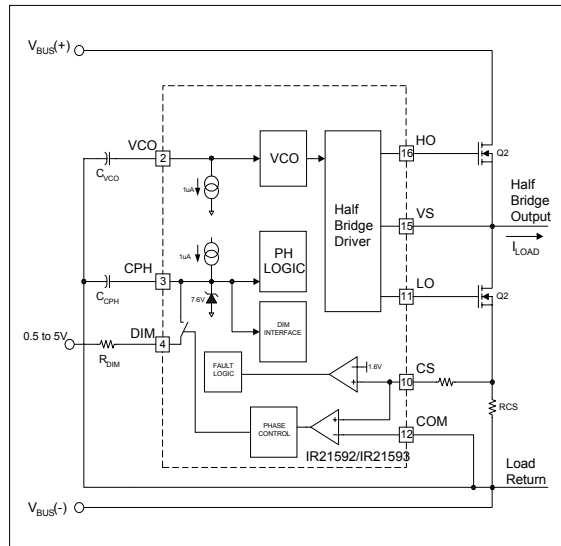 VBUS(+)
VCO
2
CVCO
1uA
VCO
HO
16
Q2
Half
Bridge
Driver
VS
15
Half
Bridge
Output
ILOAD
1uA
CPH
3
CCPH
7.6V
PH
LOGIC
LO
11
Q2
0.5 to 5V
DIM
4
RDIM
DIM
INTERFACE
FAULT
LOGIC
1.6V
+
CS
10
RCS
PHASE
CONTROL
+
-
COM
12
IR21592/IR21593
Load
Return
VBUS(-)